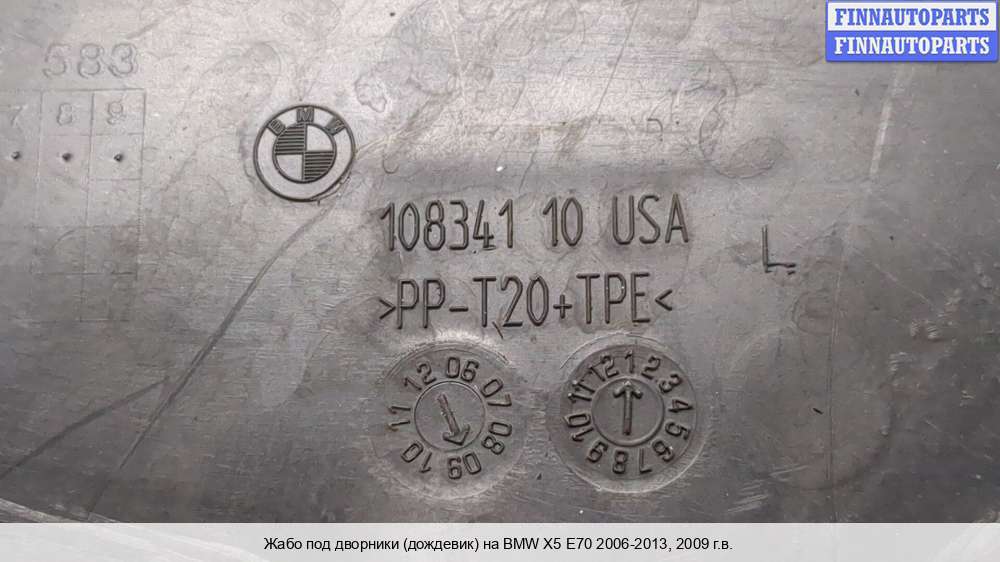 FINNAUTOPARTS
FINNAUTOPARTS
583
7 8 9
BMW
108341 10 USA
L
>PP-T20+TPE<
06 07 08 09 10 11 12
12 1 2 3 4 5 6 7 8 9 10 11
Жабо под дворники (дождевик) на BMW X5 E70 2006-2013, 2009 г.в.